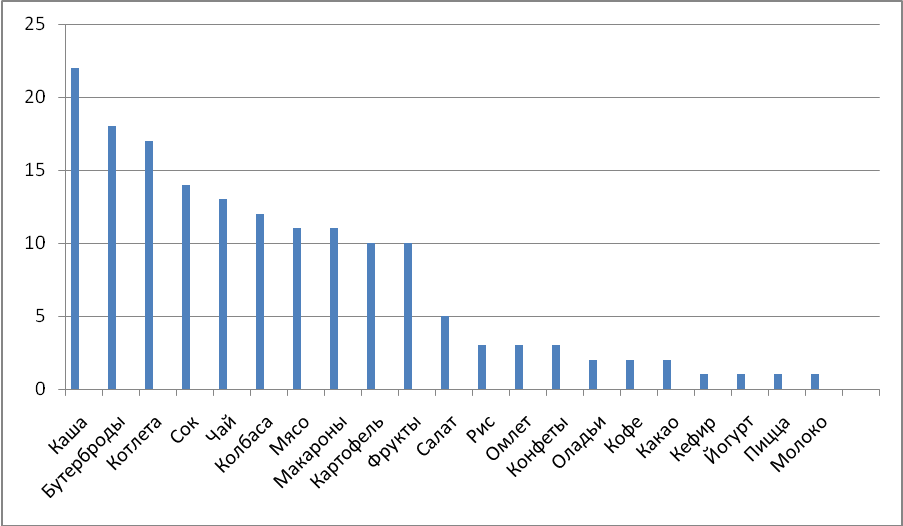 25
20
15
10
5
0
Каша
Бутерброды
Котлета
Сок
Чай
Колбаса
Мясо
Макароны
Картофель
Фрукты
Салат
Рис
Омлет
Конфеты
Оладьи
Кофе
Какао
Кефир
Йогурт
Пицца
Молоко